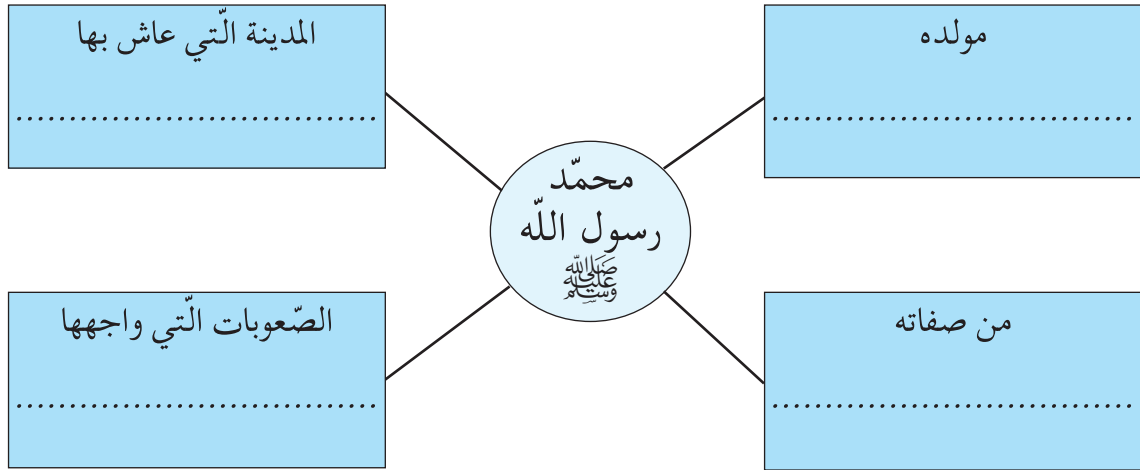 مولده
..................................
المدينة الّتي عاش بها
..................................
محمّد
رسول اللّه
ﷺ
من صفاته
..................................
الصّعوبات الّتي واجهها
..................................